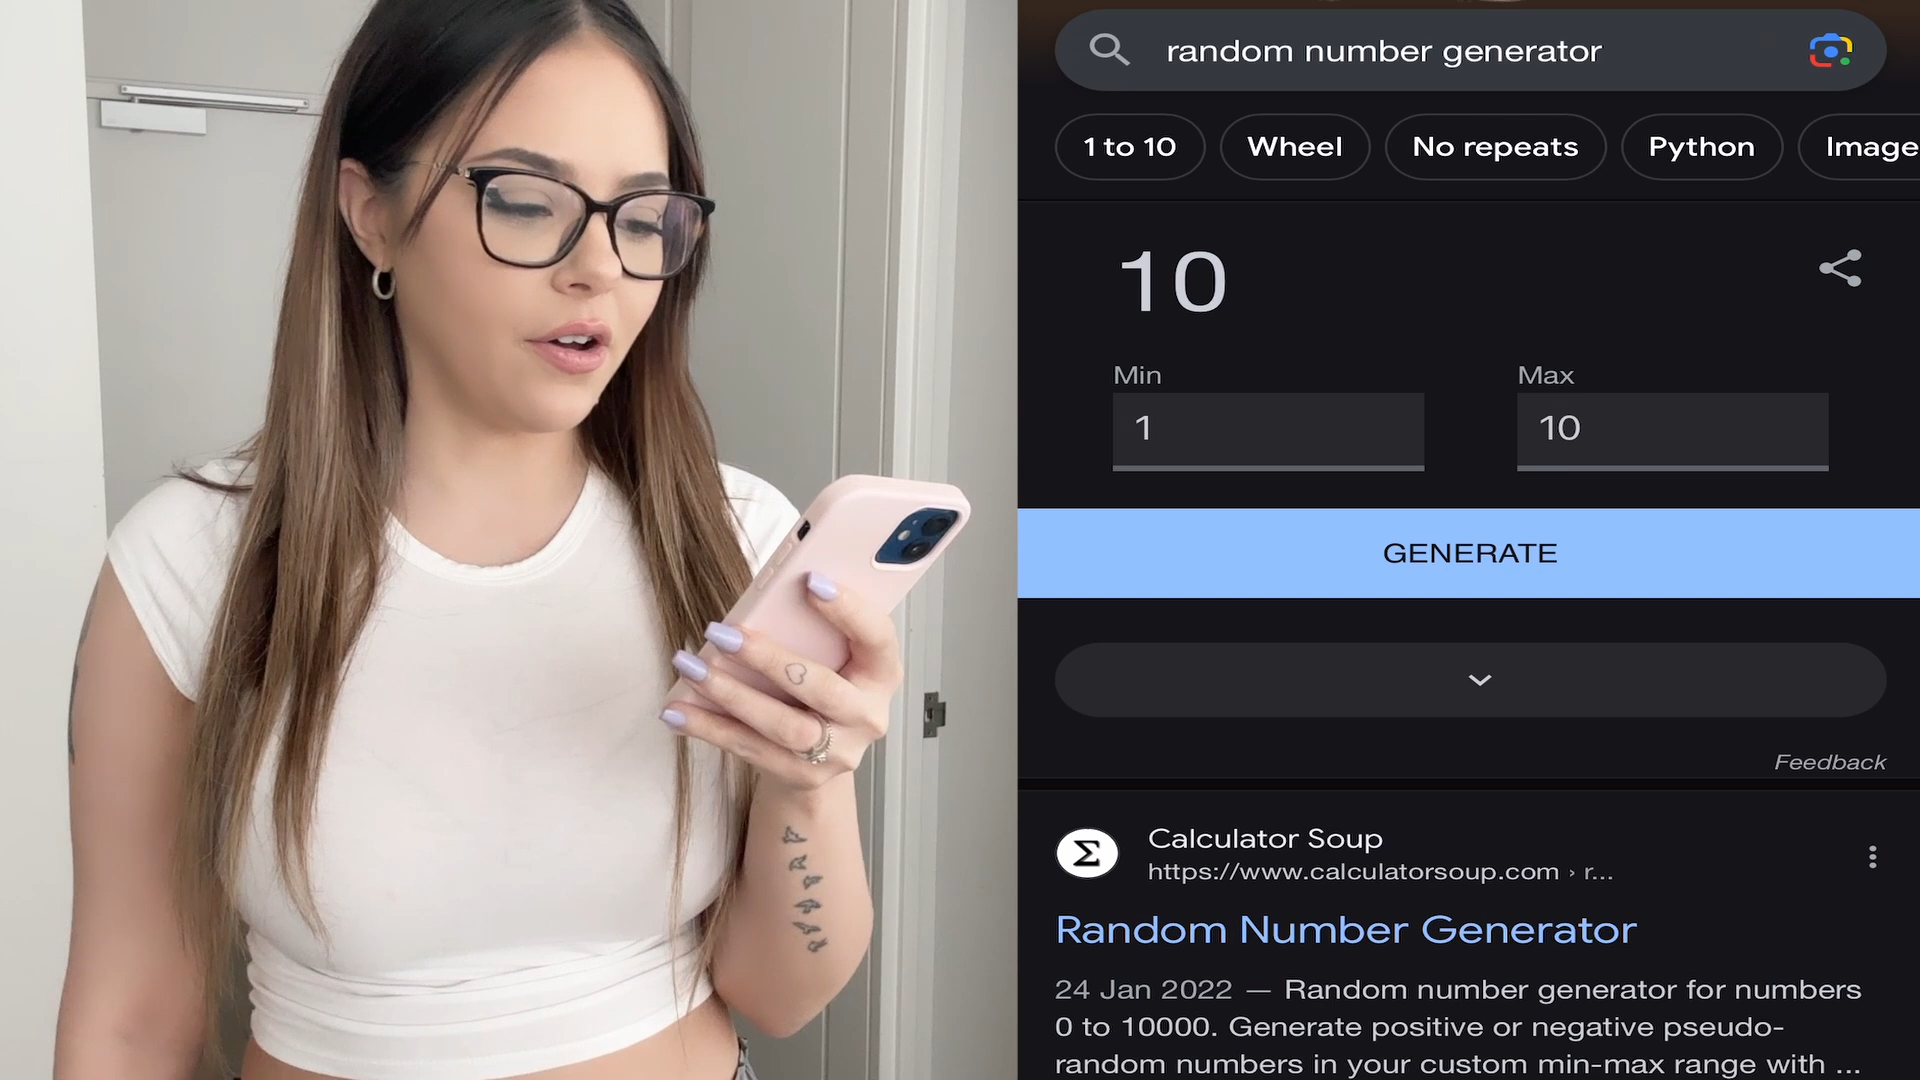 random number generator
1 to 10
Wheel
No repeats
Python
Image
10
Min
Max
1
10
GENERATE
Feedback
Calculator Soup
https://www.calculatorsoup.com › r...
Random Number Generator
24 Jan 2022 — Random number generator for numbers
0 to 10000. Generate positive or negative pseudo-
random numbers in your custom min-max range with ...